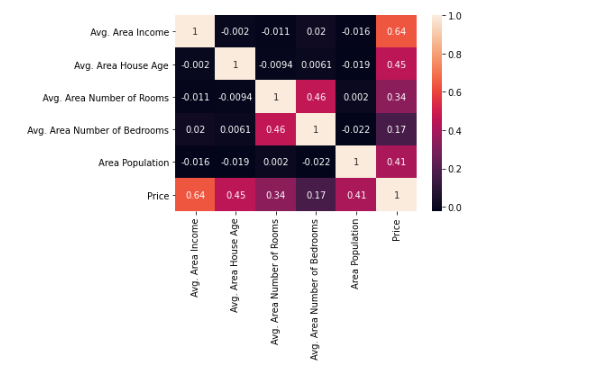 Avg. Area Income 1 -0.002 -0.011 0.02 -0.016 0.64
Avg. Area House Age -0.002 1 -0.0094 0.0061 -0.019 0.45
Avg. Area Number of Rooms -0.011 -0.0094 1 0.46 0.002 0.34
Avg. Area Number of Bedrooms 0.02 0.0061 0.46 1 -0.022 0.17
Area Population -0.016 -0.019 0.002 -0.022 1 0.41
Price 0.64 0.45 0.34 0.17 0.41 1
Avg. Area Income
Avg. Area House Age
Avg. Area Number of Rooms
Avg. Area Number of Bedrooms
Area Population
Price
1.0
0.8
0.6
0.4
0.2
0.0